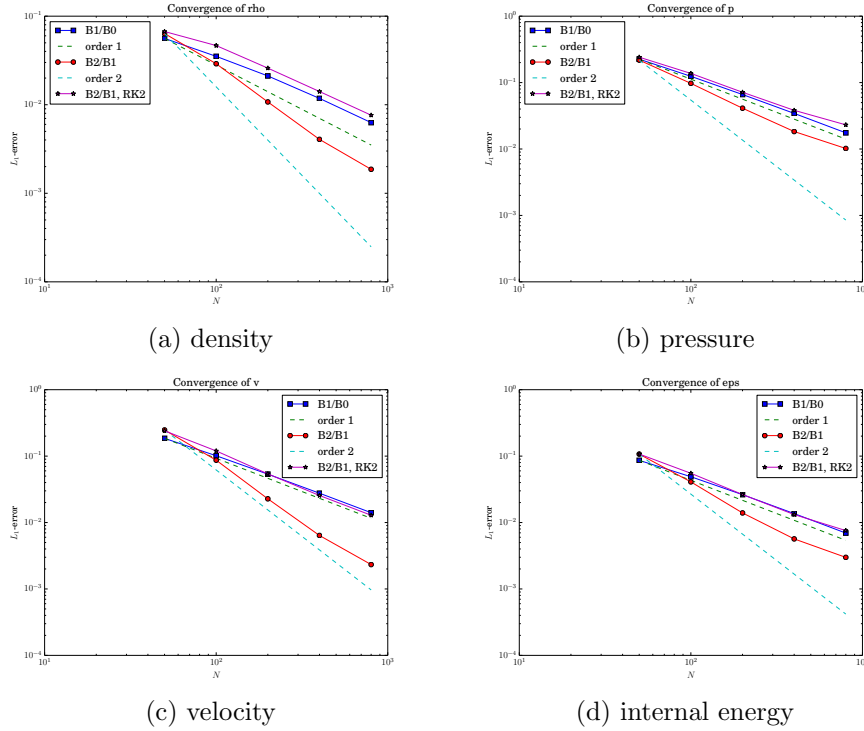 Convergence of rho
10⁻¹
10⁻²
10⁻³
10⁻⁴
L₁-error
B1/B0
order 1
B2/B1
order 2
B2/B1, RK2
10¹
10²
10³
N
(a) density
Convergence of p
10⁰
10⁻¹
10⁻²
10⁻³
10⁻⁴
L₁-error
B1/B0
order 1
B2/B1
order 2
B2/B1, RK2
10¹
10²
10
N
(b) pressure
Convergence of v
10⁰
10⁻¹
10⁻²
10⁻³
10⁻⁴
L₁-error
B1/B0
order 1
B2/B1
order 2
B2/B1, RK2
10¹
10²
10³
N
(c) velocity
Convergence of eps
10⁰
10⁻¹
10⁻²
10⁻³
10⁻⁴
L₁-error
B1/B0
order 1
B2/B1
order 2
B2/B1, RK2
10¹
10²
10
N
(d) internal energy